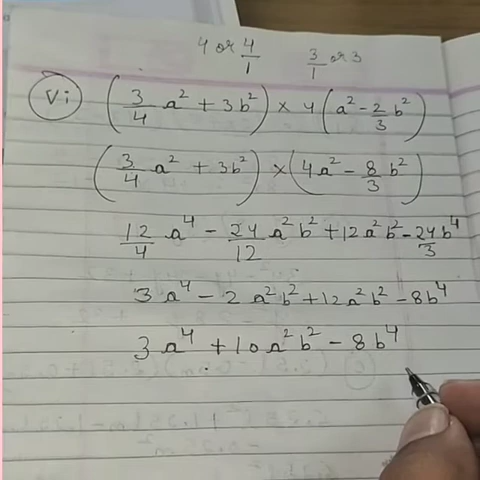 4 or 4/1 3/1 or 3
vi (3/4 a² + 3b²) × 4(a² - 2/3 b²)
(3/4 a² + 3b²) × (4a² - 8/3 b²)
12/4 a⁴ - 24/12 a²b² + 12a²b² - 24/3 b⁴
3a⁴ - 2a²b² + 12a²b² - 8b⁴
3a⁴ + 10a²b² - 8b⁴